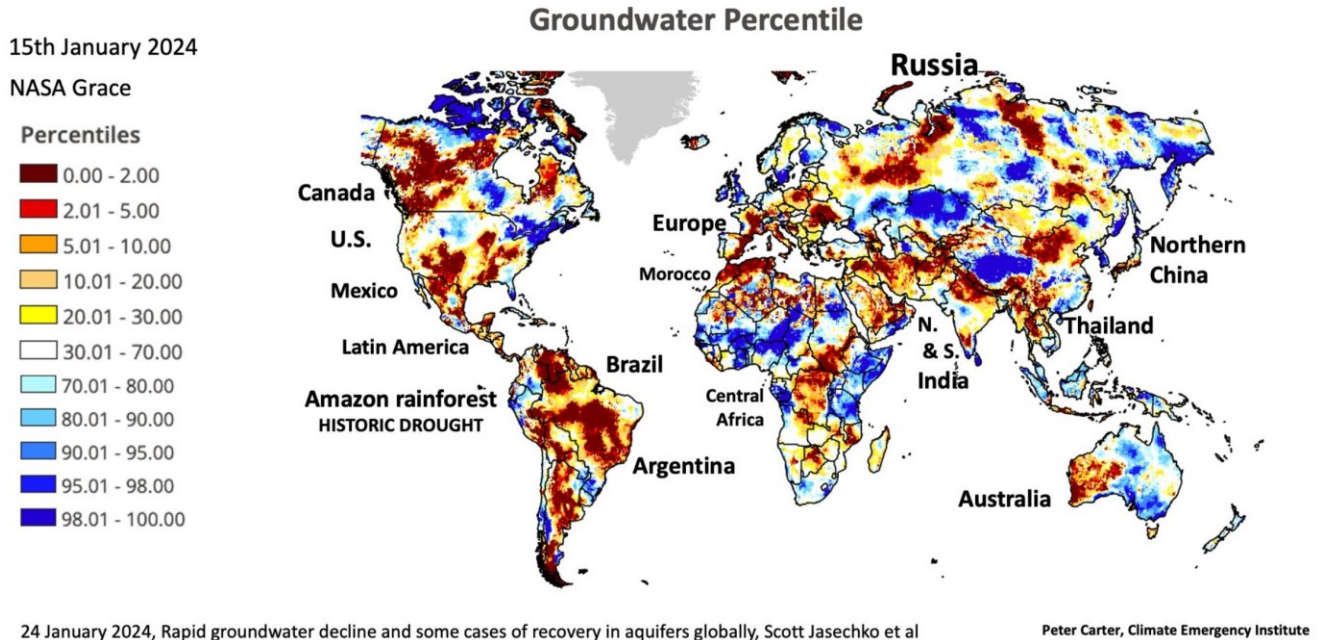 Groundwater Percentile
15th January 2024
NASA Grace
Percentiles
0.00 - 2.00
2.01 - 5.00
5.01 - 10.00
10.01 - 20.00
20.01 - 30.00
30.01 - 70.00
70.01 - 80.00
80.01 - 90.00
90.01 - 95.00
95.01 - 98.00
98.01 - 100.00
Russia
Canada
U.S.
Mexico
Latin America
Amazon rainforest
HISTORIC DROUGHT
Brazil
Argentina
Europe
Morocco
Central
Africa
N.
& S.
India
Northern
China
Thailand
Australia
24 January 2024, Rapid groundwater decline and some cases of recovery in aquifers globally, Scott Jasechko et al
Peter Carter, Climate Emergency Institute